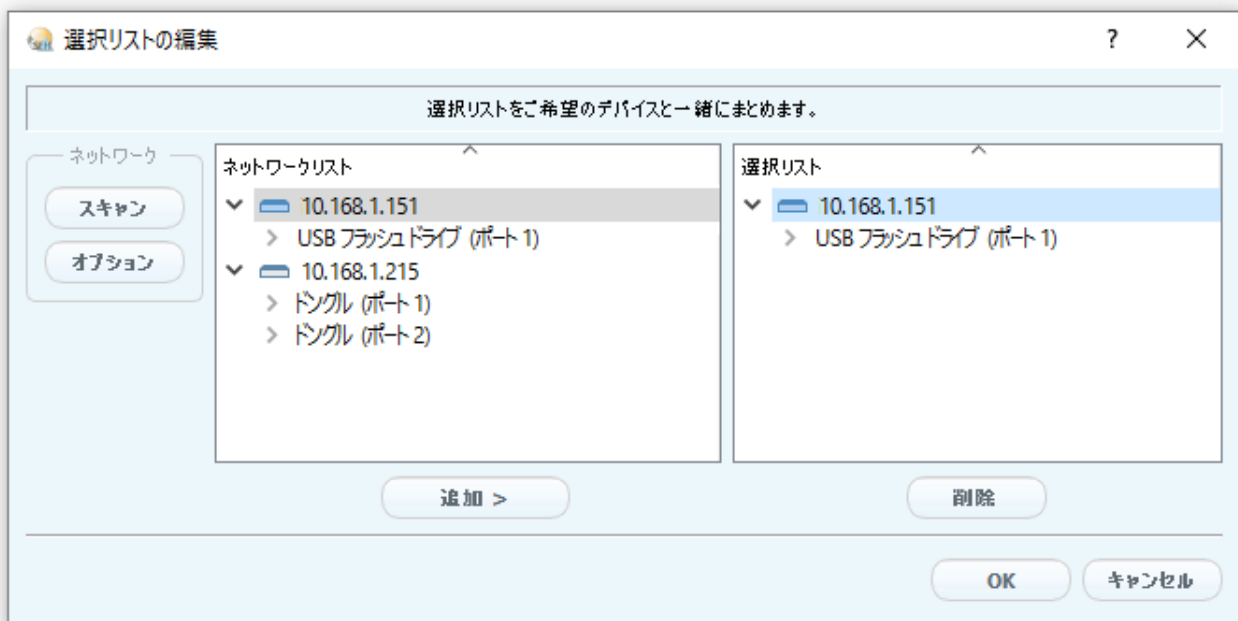 選択リストの編集
選択リストをご希望のデバイスと一緒にまとめます。
ネットワーク
スキャン
オプション
ネットワークリスト
10.168.1.151
USB フラッシュドライブ (ポート 1)
10.168.1.215
ドングル (ポート 1)
ドングル (ポート 2)
追加 >
選択リスト
10.168.1.151
USB フラッシュドライブ (ポート 1)
削除
OK
キャンセル